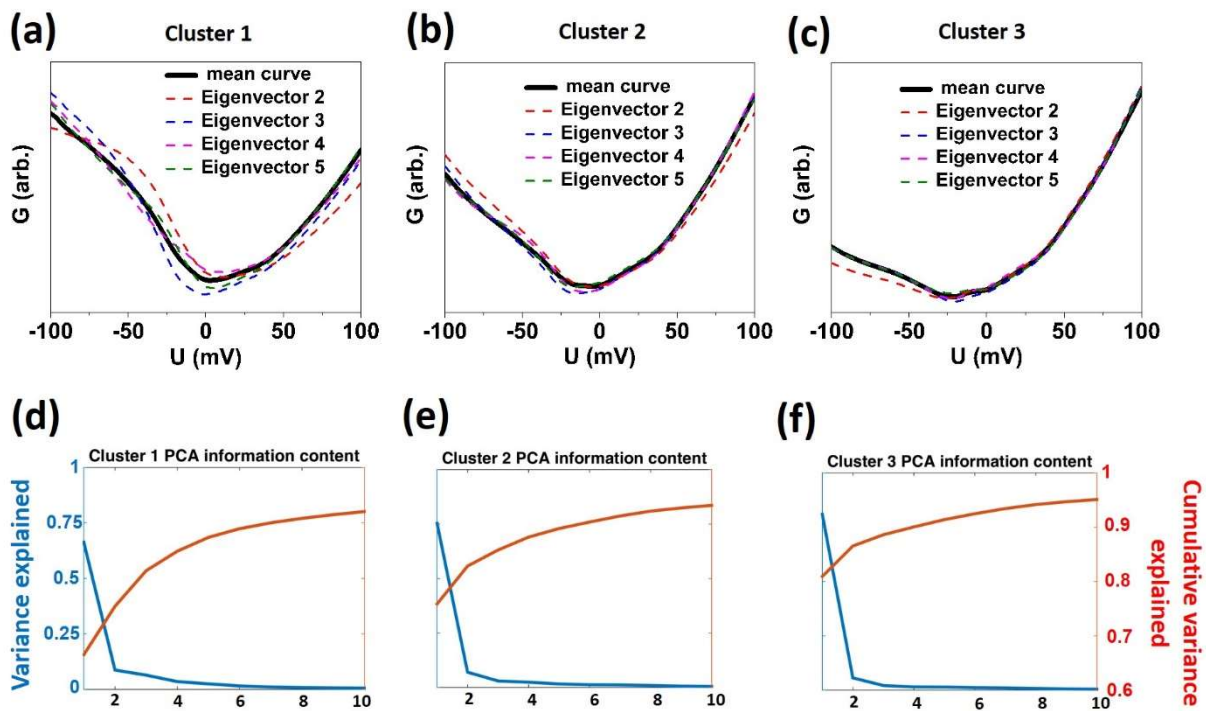 (a)
Cluster 1
G (arb.)
mean curve
Eigenvector 2
Eigenvector 3
Eigenvector 4
Eigenvector 5
-100 -50 0 50 100
U (mV)
(b)
Cluster 2
G (arb.)
mean curve
Eigenvector 2
Eigenvector 3
Eigenvector 4
Eigenvector 5
-100 -50 0 50 100
U (mV)
(c)
Cluster 3
G (arb.)
mean curve
Eigenvector 2
Eigenvector 3
Eigenvector 4
Eigenvector 5
-100 -50 0 50 100
U (mV)
(d)
Cluster 1 PCA information content
Variance explained
1
0.75
0.5
0.25
0
2 4 6 8 10
(e)
Cluster 2 PCA information content
2 4 6 8 10
(f)
Cluster 3 PCA information content
2 4 6 8 10
1
0.9
0.8
0.7
0.6
Cumulative variance
explained